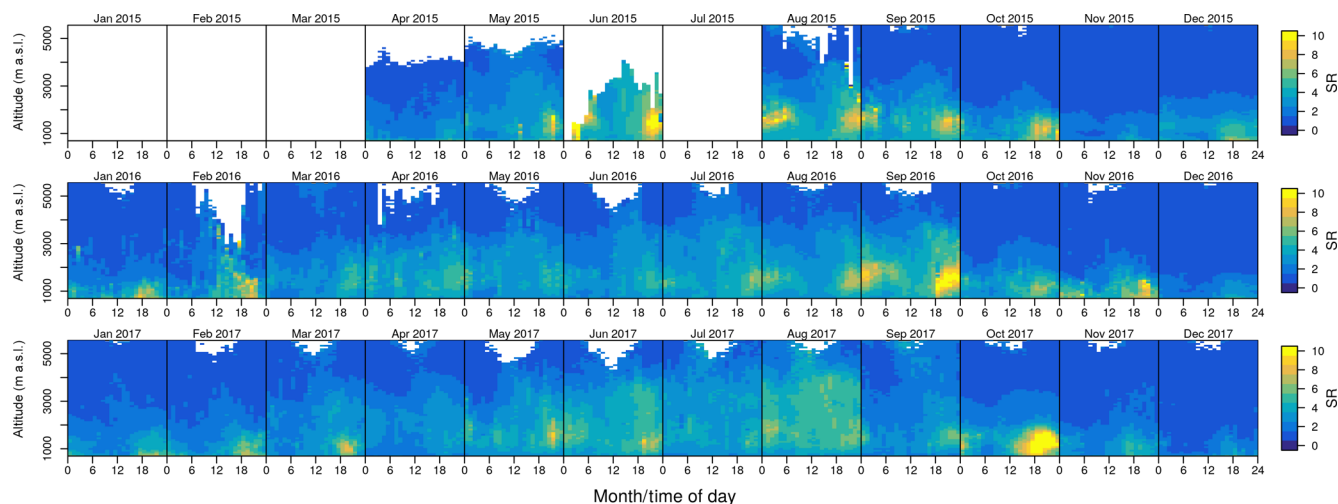 Jan 2015 Feb 2015 Mar 2015 Apr 2015 May 2015 Jun 2015 Jul 2015 Aug 2015 Sep 2015 Oct 2015 Nov 2015 Dec 2015
Altitude (m a.s.l.)
5000
3000
1000
0 6 12 18 0 6 12 18 0 6 12 18 0 6 12 18 0 6 12 18 0 6 12 18 0 6 12 18 0 6 12 18 0 6 12 18 0 6 12 18 0 6 12 18 0 6 12 18 24
10
8
6
4
2
0
SR
Jan 2016 Feb 2016 Mar 2016 Apr 2016 May 2016 Jun 2016 Jul 2016 Aug 2016 Sep 2016 Oct 2016 Nov 2016 Dec 2016
Altitude (m a.s.l.)
5000
3000
1000
0 6 12 18 0 6 12 18 0 6 12 18 0 6 12 18 0 6 12 18 0 6 12 18 0 6 12 18 0 6 12 18 0 6 12 18 0 6 12 18 0 6 12 18 0 6 12 18 24
10
8
6
4
2
0
SR
Jan 2017 Feb 2017 Mar 2017 Apr 2017 May 2017 Jun 2017 Jul 2017 Aug 2017 Sep 2017 Oct 2017 Nov 2017 Dec 2017
Altitude (m a.s.l.)
5000
3000
1000
0 6 12 18 0 6 12 18 0 6 12 18 0 6 12 18 0 6 12 18 0 6 12 18 0 6 12 18 0 6 12 18 0 6 12 18 0 6 12 18 0 6 12 18 0 6 12 18 24
10
8
6
4
2
0
SR
Month/time of day